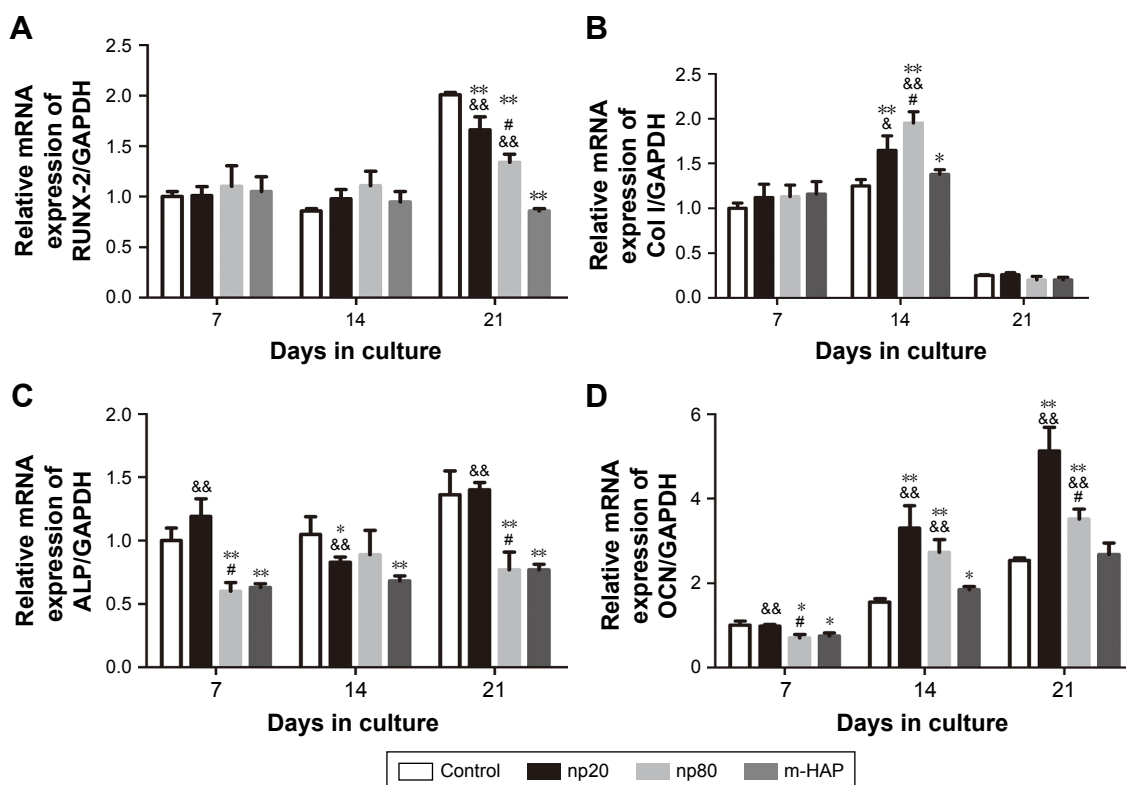 A
Relative mRNA
expression of
RUNX-2/GAPDH
2.5
2.0
1.5
1.0
0.5
0.0
**
&&
**
#
&&
**
7 14 21
Days in culture
B
Relative mRNA
expression of
Col I/GAPDH
2.5
2.0
1.5
1.0
0.5
0.0
**
&
**
&&
#
*
7 14 21
Days in culture
C
Relative mRNA
expression of
ALP/GAPDH
2.0
1.5
1.0
0.5
0.0
&&
**
#
**
*
&&
**
&&
**
#
**
7 14 21
Days in culture
D
Relative mRNA
expression of
OCN/GAPDH
6
4
2
0
&&
*
#
*
**
&&
**
&&
*
**
&&
**
&&
#
7 14 21
Days in culture
Control np20 np80 m-HAP